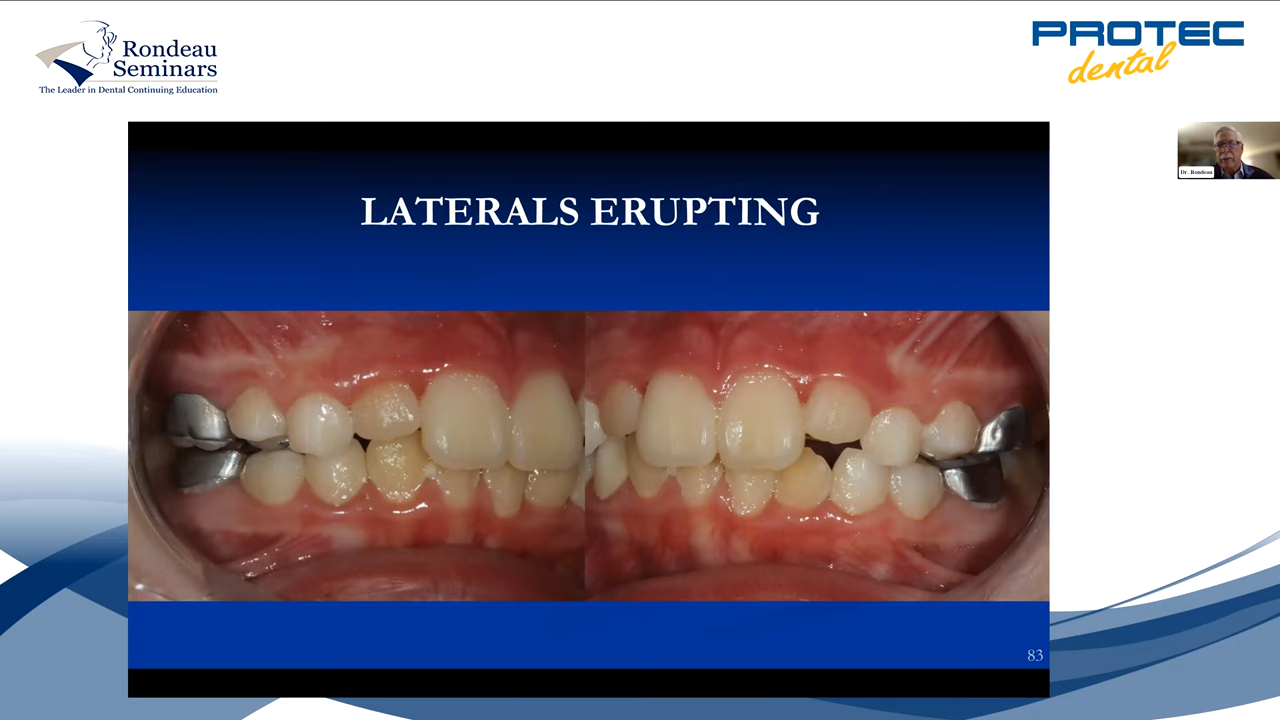 Rondeau
Seminars
The Leader in Dental Continuing Education
PROTEC
dental
Dr. Rondeau
LATERALS ERUPTING
83